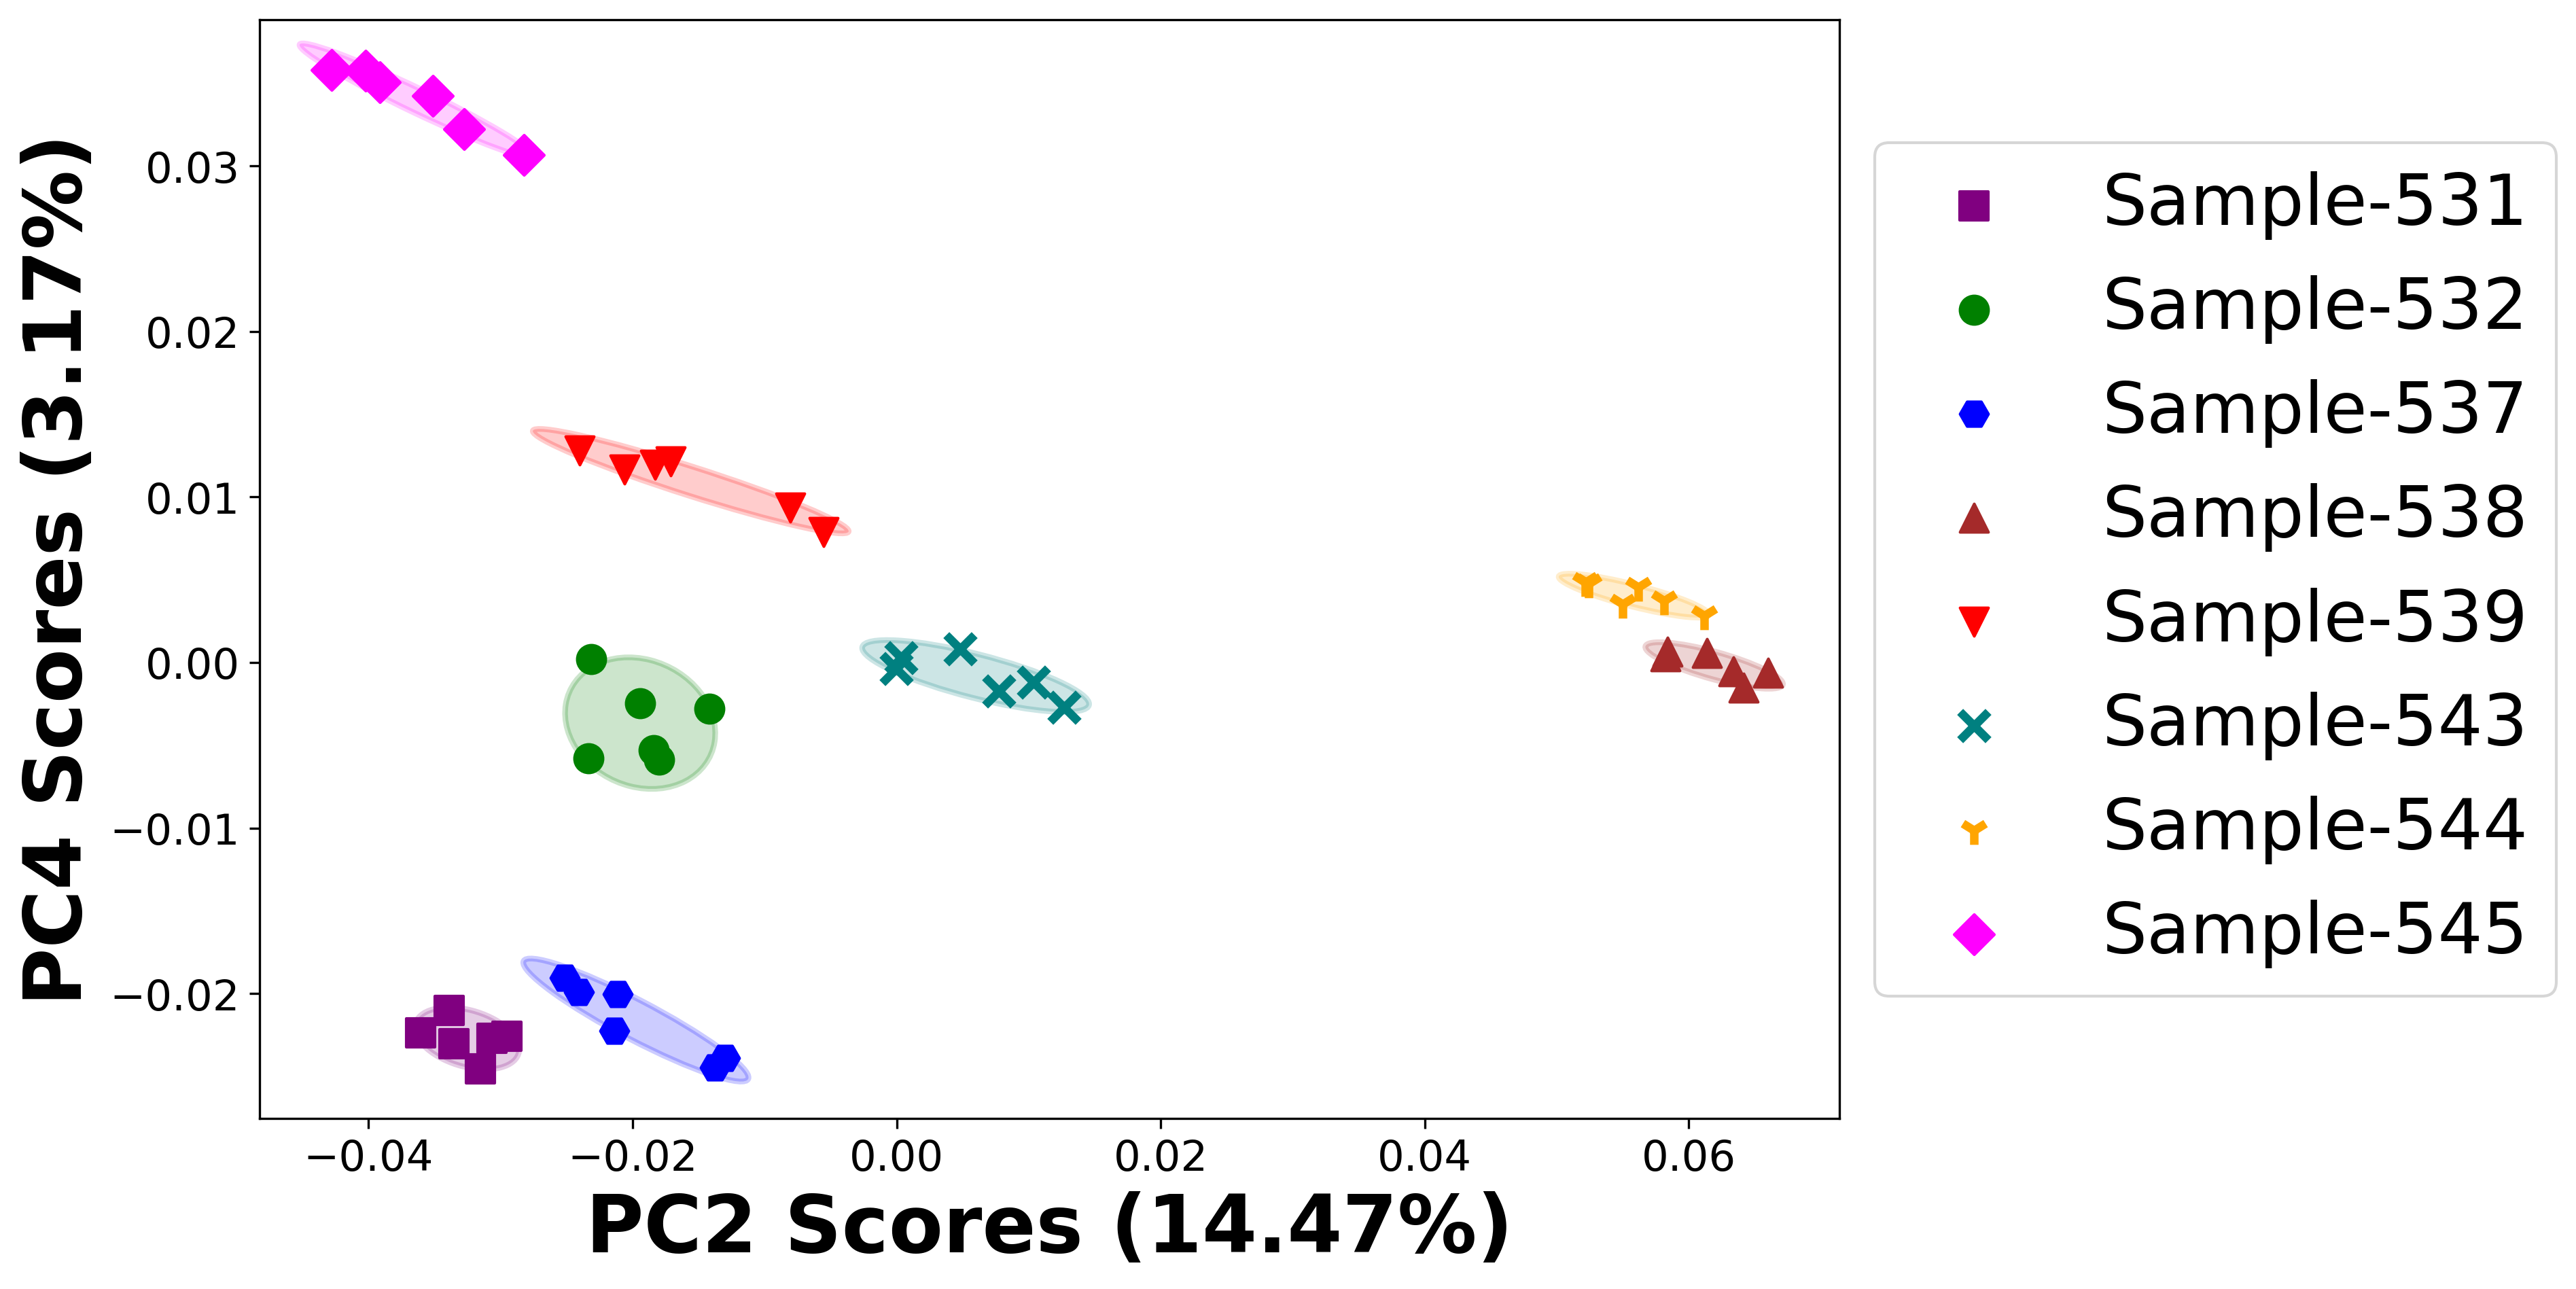 PC4 Scores (3.17%)
0.03
0.02
0.01
0.00
−0.01
−0.02
−0.04
−0.02
0.00
0.02
0.04
0.06
PC2 Scores (14.47%)
Sample-531
Sample-532
Sample-537
Sample-538
Sample-539
Sample-543
Sample-544
Sample-545